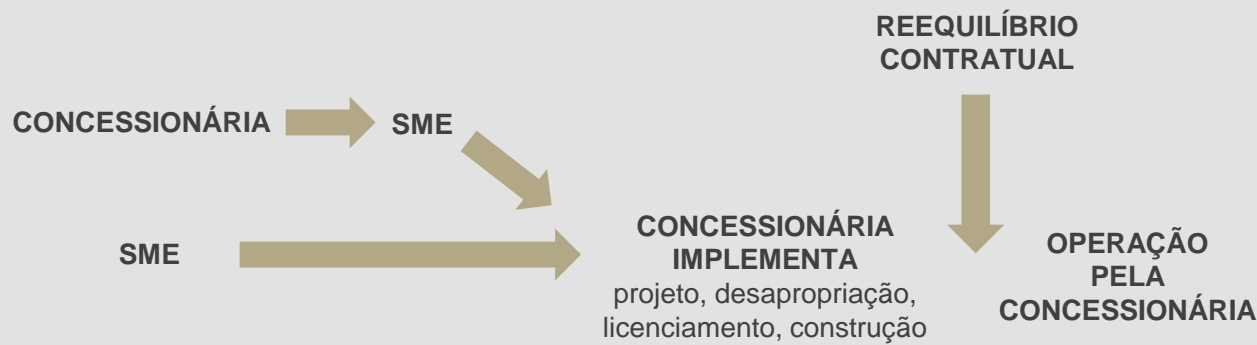 REEQUILÍBRIO
CONTRATUAL
CONCESSIONÁRIA
SME
SME
CONCESSIONÁRIA
IMPLEMENTA
projeto, desapropriação,
licenciamento, construção
OPERAÇÃO
PELA
CONCESSIONÁRIA